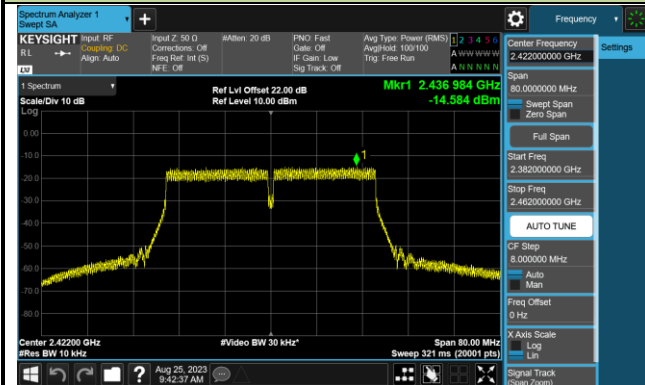 Spectrum Analyzer 1
Swept SA
Frequency
KEYSIGHT
RL
LXI
Input: RF
Coupling: DC
Align: Auto
Input Z: 50 Ω
Corrections: Off
Freq Ref: Int (S)
NFE: Off
#Atten: 20 dB
PNO: Fast
Gate: Off
IF Gain: Low
Sig Track: Off
Avg Type: Power (RMS)
Avg|Hold: 100/100
Trig: Free Run
1 2 3 4 5 6
A W W W W W
A N N N N N
1 Spectrum
Scale/Div 10 dB
Log
Ref Lvl Offset 22.00 dB
Ref Level 10.00 dBm
Mkr1 2.436 984 GHz
-14.584 dBm
1
0.00
-10.0
-20.0
-30.0
-40.0
-50.0
-60.0
-70.0
-80.0
Center 2.42200 GHz
#Res BW 10 kHz
#Video BW 30 kHz*
Span 80.00 MHz
Sweep 321 ms (20001 pts)
Aug 25, 2023
9:42:37 AM
Center Frequency
2.422000000 GHz
Settings
Span
80.0000000 MHz
Swept Span
Zero Span
Full Span
Start Freq
2.382000000 GHz
Stop Freq
2.462000000 GHz
AUTO TUNE
CF Step
8.000000 MHz
Auto
Man
Freq Offset
0 Hz
X Axis Scale
Log
Lin
Signal Track
(Span Zoom)